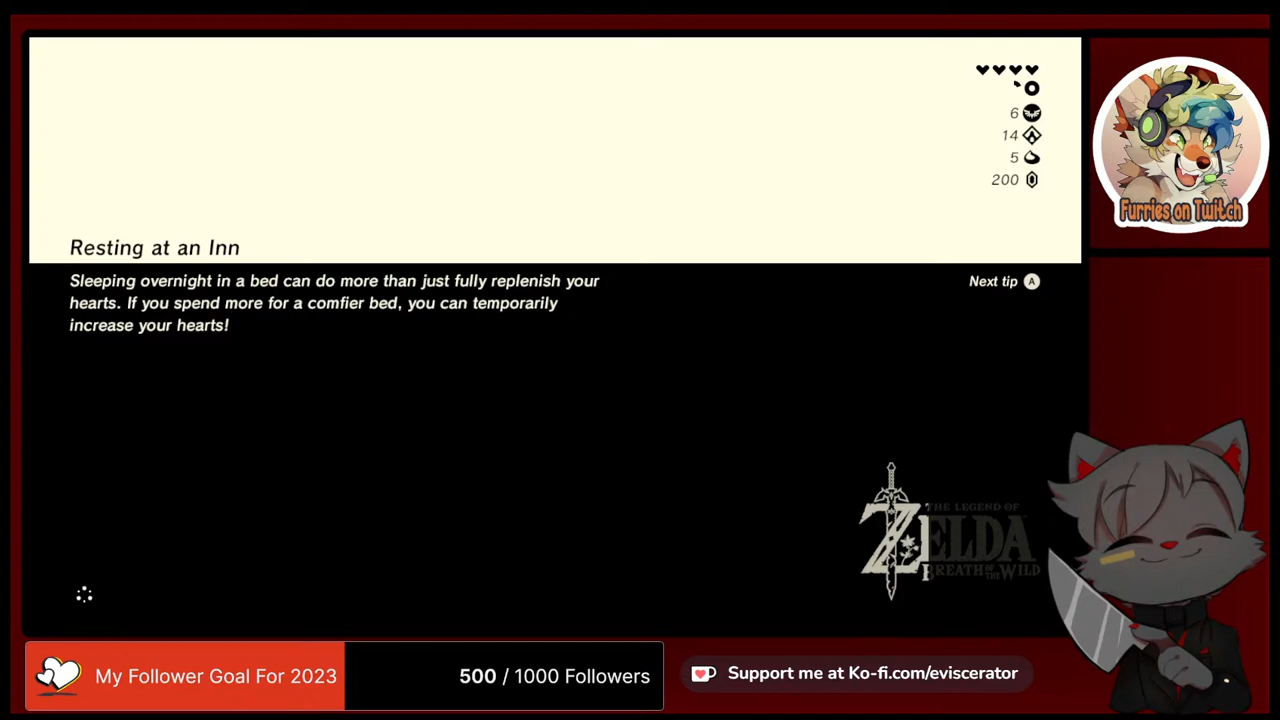 6
14
5
200
Resting at an Inn
Sleeping overnight in a bed can do more than just fully replenish your
hearts. If you spend more for a comfier bed, you can temporarily
increase your hearts!
Next tip A
Furries on Twitch
THE LEGEND OF
ZELDA
BREATH OF THE WILD
My Follower Goal For 2023
500 / 1000 Followers
Support me at Ko-fi.com/eviscerator